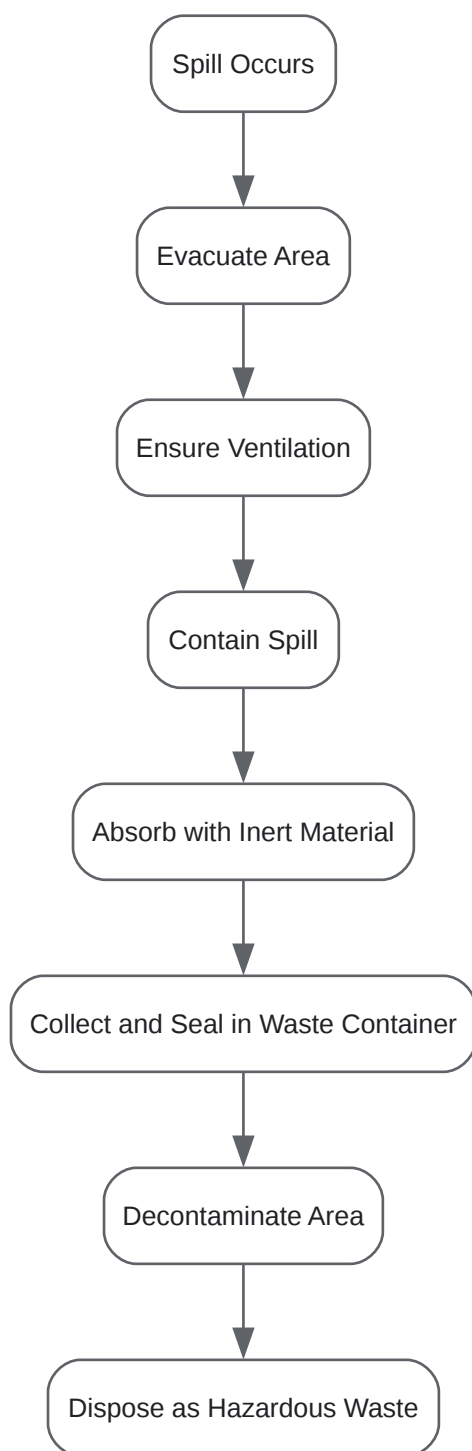 Spill Occurs
Evacuate Area
Ensure Ventilation
Contain Spill
Absorb with Inert Material
Collect and Seal in Waste Container
Decontaminate Area
Dispose as Hazardous Waste